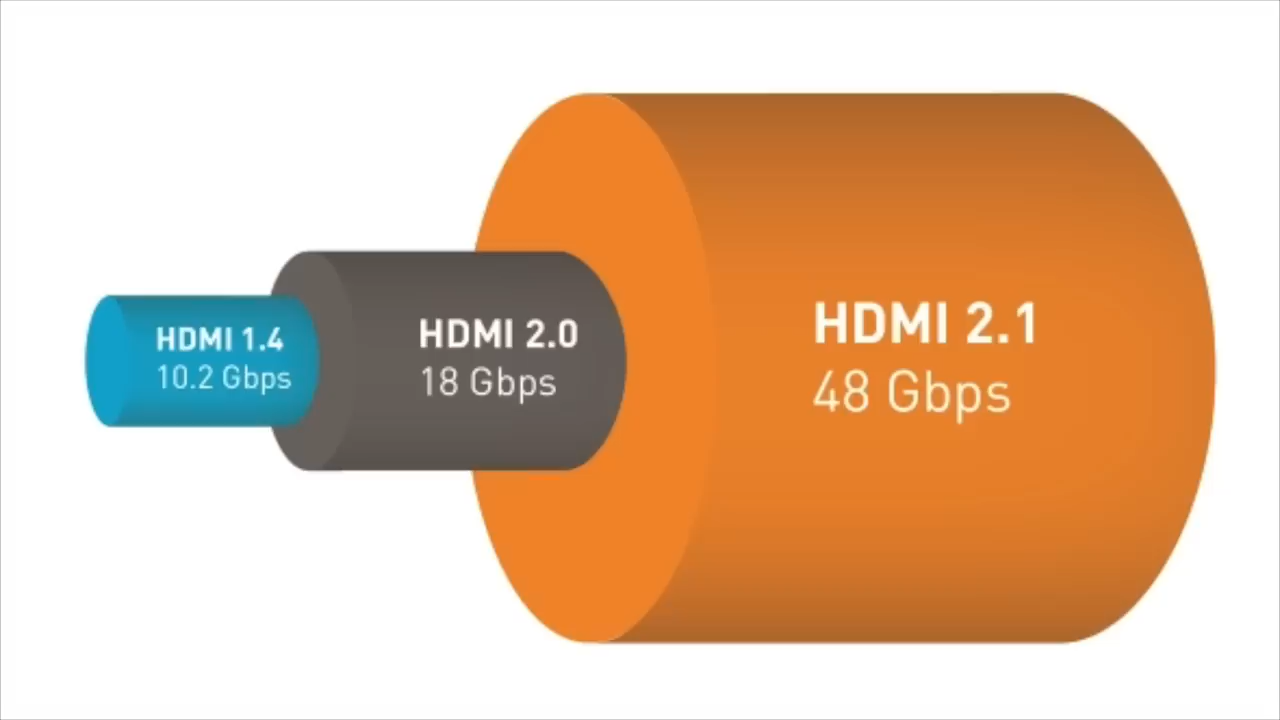 HDMI 1.4
10.2 Gbps
HDMI 2.0
18 Gbps
HDMI 2.1
48 Gbps